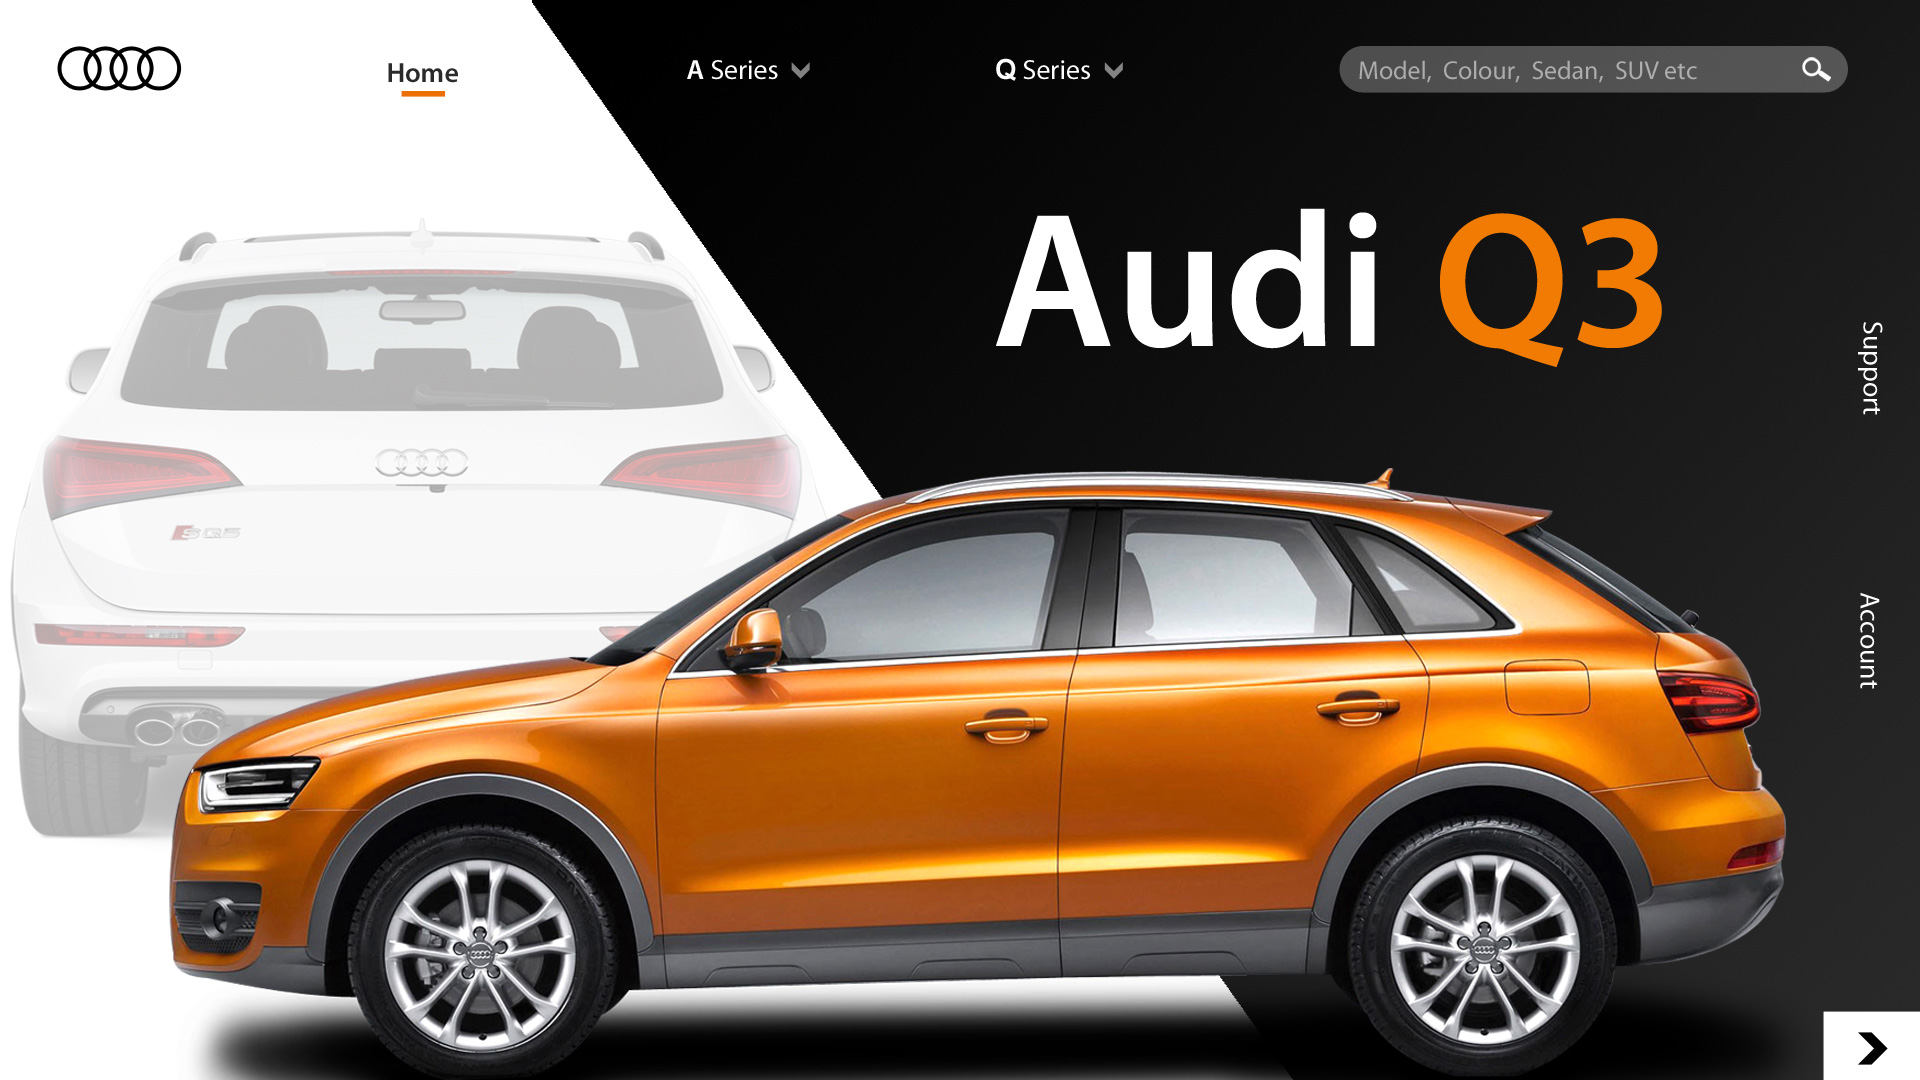 Home
A Series
Q Series
Model, Colour, Sedan, SUV etc
Audi Q3
Support
Account
SQ5